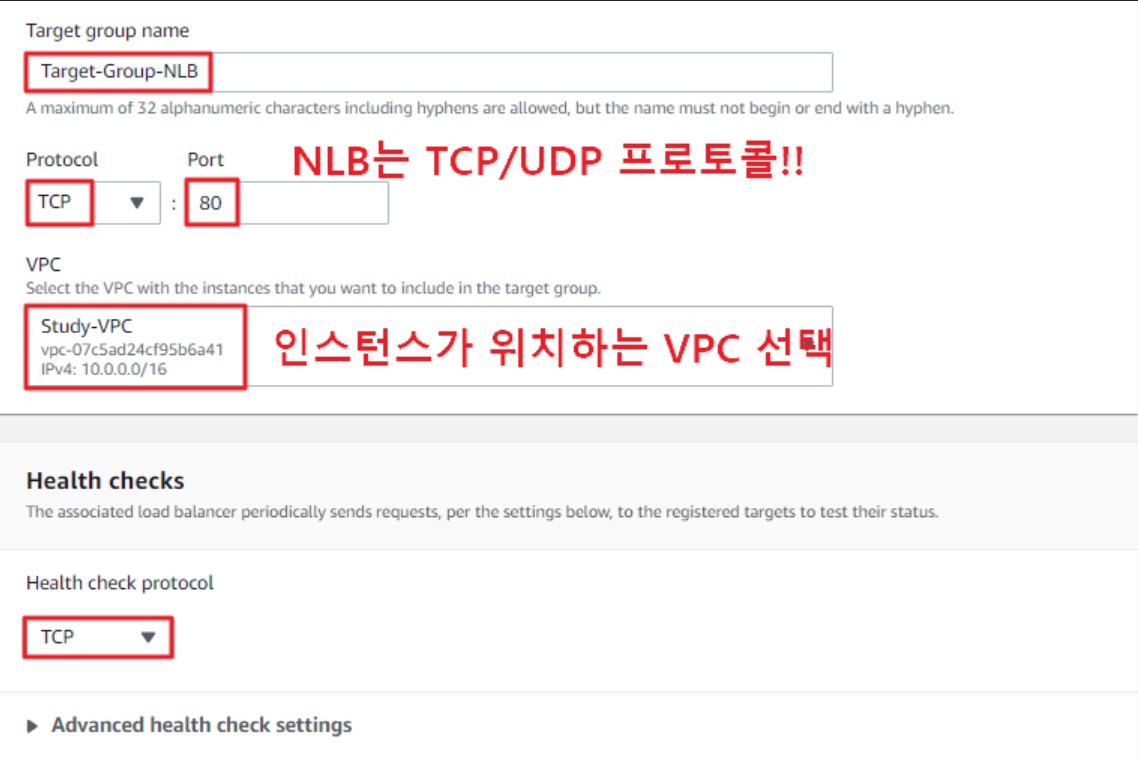 Target group name
Target-Group-NLB
A maximum of 32 alphanumeric characters including hyphens are allowed, but the name must not begin or end with a hyphen.
NLB는 TCP/UDP 프로토콜!!
Protocol Port
TCP : 80
VPC
Select the VPC with the instances that you want to include in the target group.
Study-VPC
vpc-07c5ad24cf95b6a41
IPv4: 10.0.0.0/16
인스턴스가 위치하는 VPC 선택
Health checks
The associated load balancer periodically sends requests, per the settings below, to the registered targets to test their status.
Health check protocol
TCP
Advanced health check settings